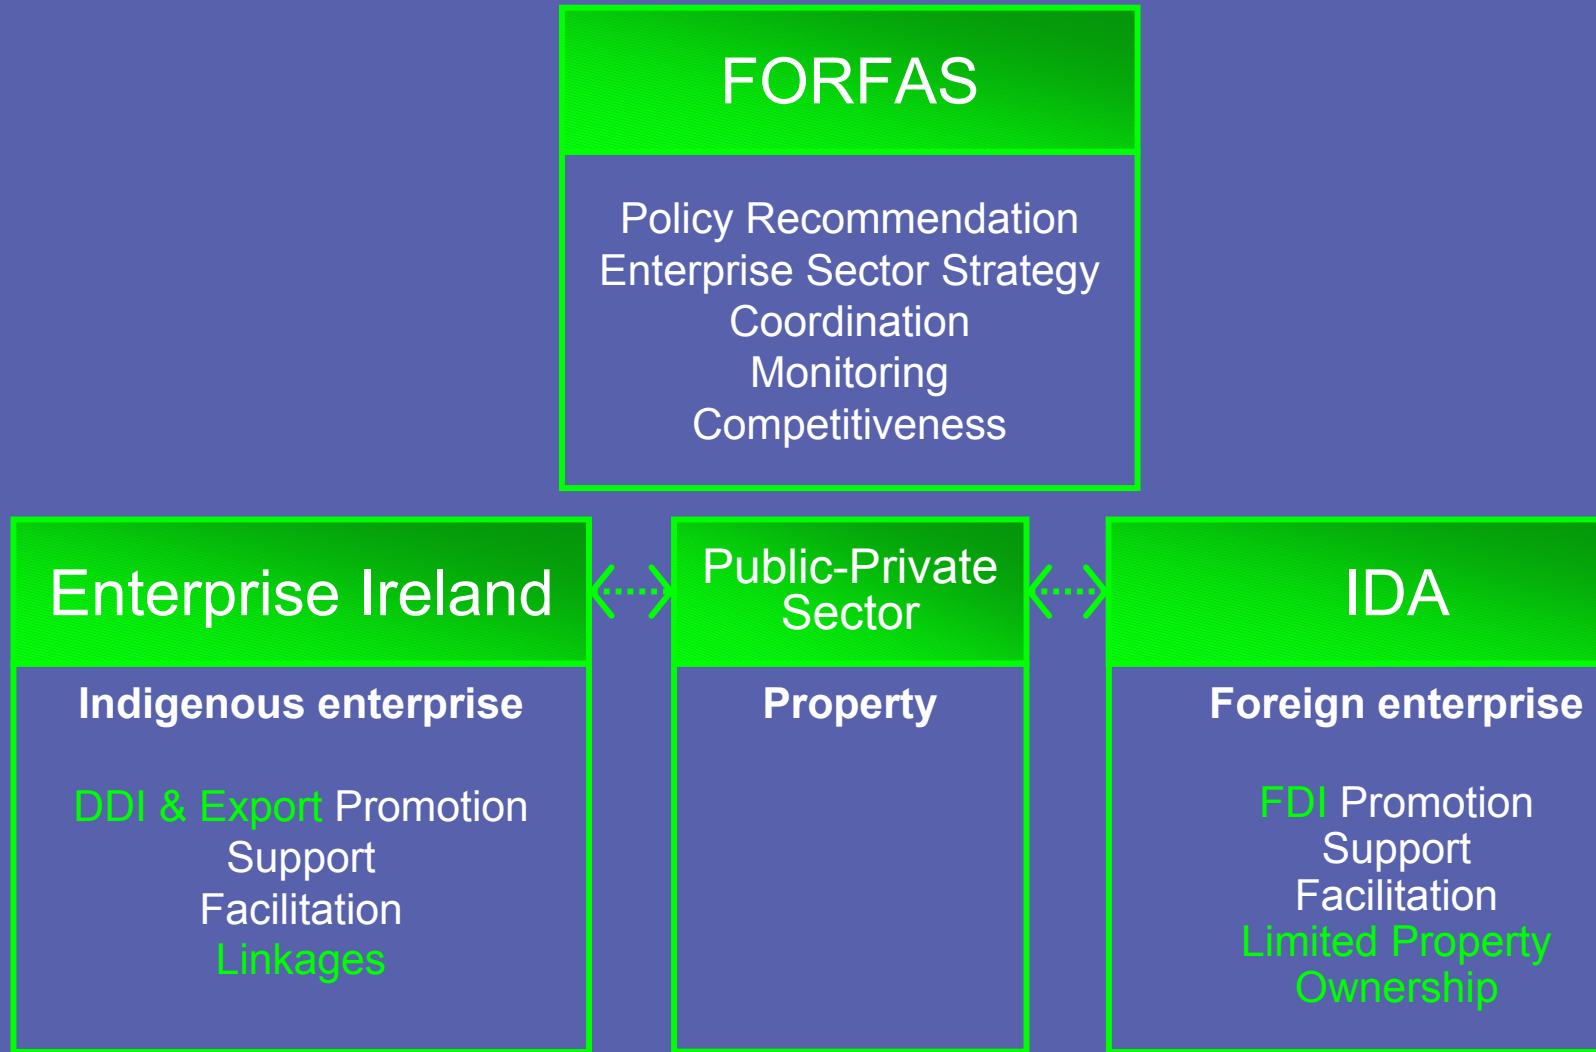 FORFAS
Policy Recommendation
Enterprise Sector Strategy
Coordination
Monitoring
Competitiveness
Enterprise Ireland
Indigenous enterprise
DDI & Export Promotion
Support
Facilitation
Linkages
Public-Private
Sector
Property
IDA
Foreign enterprise
FDI Promotion
Support
Facilitation
Limited Property
Ownership